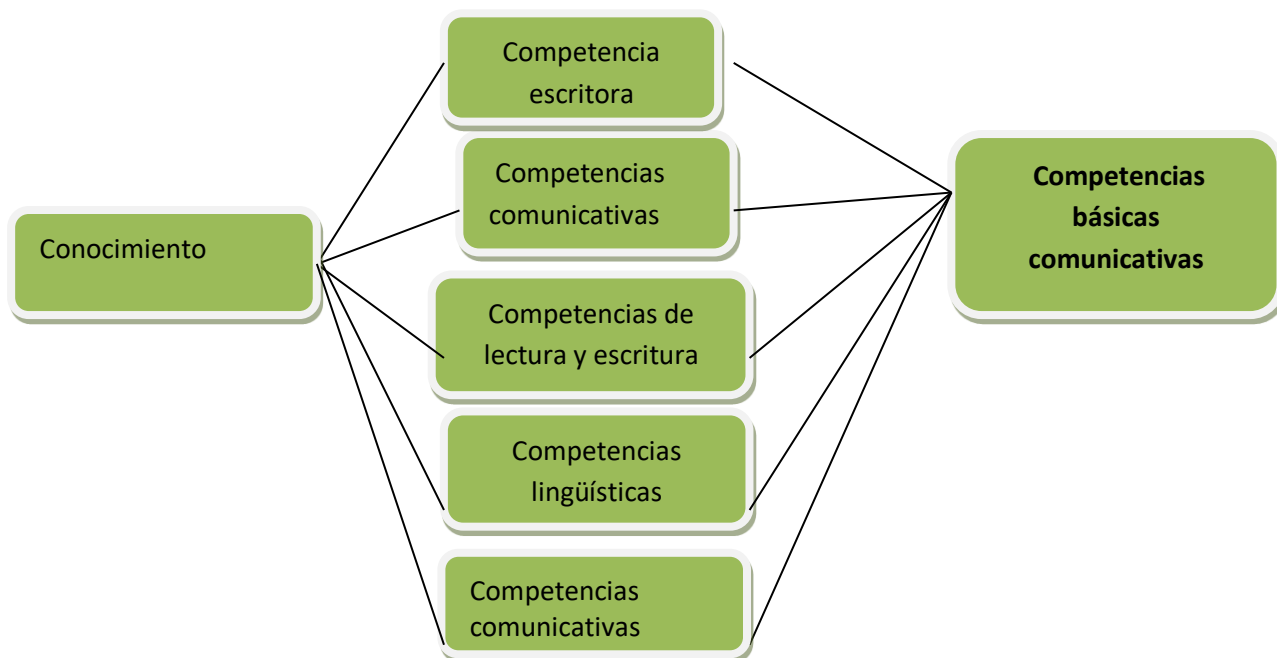 Conocimiento
Competencia
escritora
Competencias
comunicativas
Competencias de
lectura y escritura
Competencias
lingüísticas
Competencias
comunicativas
Competencias
básicas
comunicativas